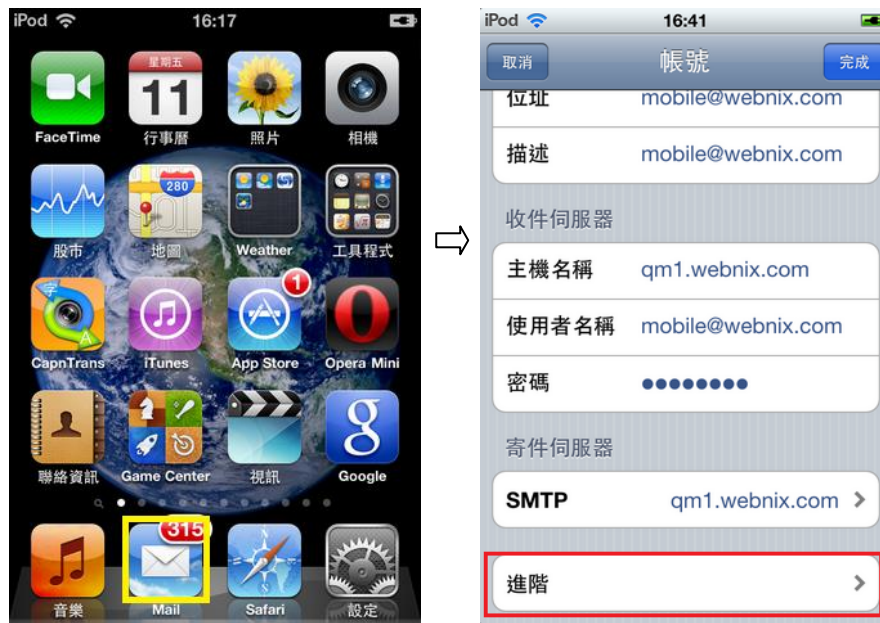 iPod 16:17
星期五
11
FaceTime 行事曆 照片 相機
280
股市 地圖 Weather 工具程式
字
A
1
CapnTrans iTunes App Store Opera Mini
8
聯絡資訊 Game Center 視訊 Google
315
N
S
音樂 Mail Safari 設定
iPod 16:41
取消 帳號 完成
位址 mobile@webnix.com
描述 mobile@webnix.com
收件伺服器
主機名稱 qm1.webnix.com
使用者名稱 mobile@webnix.com
密碼 ●●●●●●●●
寄件伺服器
SMTP qm1.webnix.com
進階